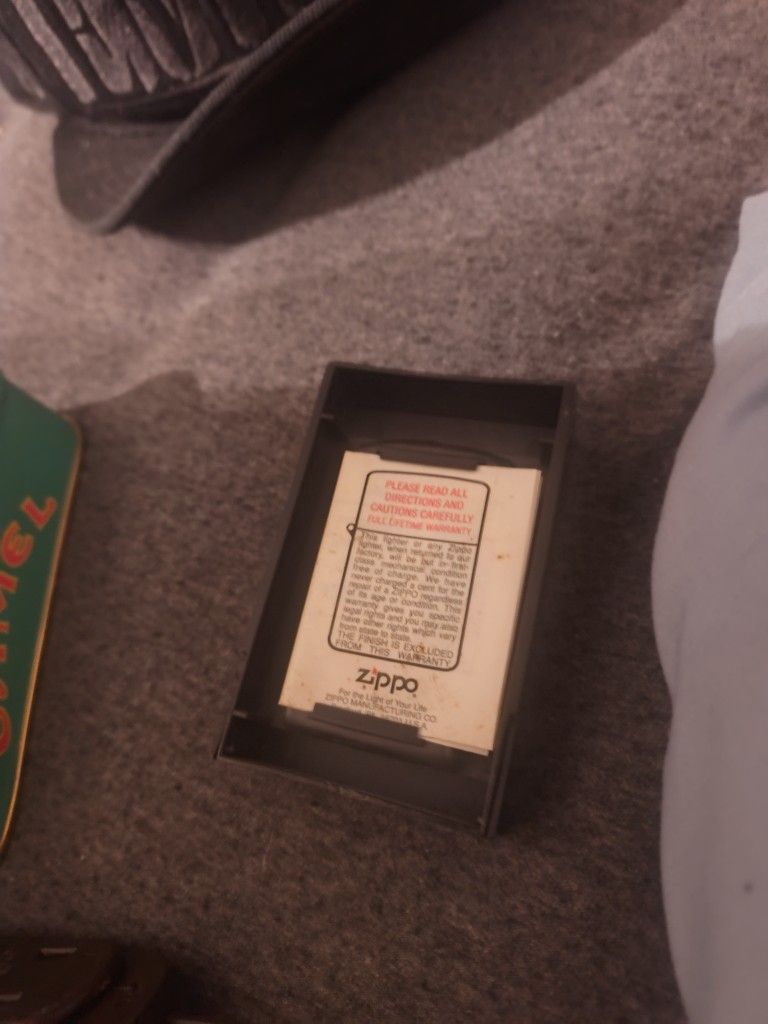 CAMEL
PLEASE READ ALL
DIRECTIONS AND
CAUTIONS CAREFULLY
FULL LIFETIME WARRANTY
This lighter or any Zippo
lighter, when returned to our
factory, will be put in first-
class mechanical condition
free of charge. We have
never charged a cent for the
repair of a ZIPPO regardless
of its age or condition. This
warranty gives you specific
legal rights and you may also
have other rights which vary
from state to state.
THE FINISH IS EXCLUDED
FROM THIS WARRANTY
Zippo
For the Light of Your Life
ZIPPO MANUFACTURING CO.
U.S.A.